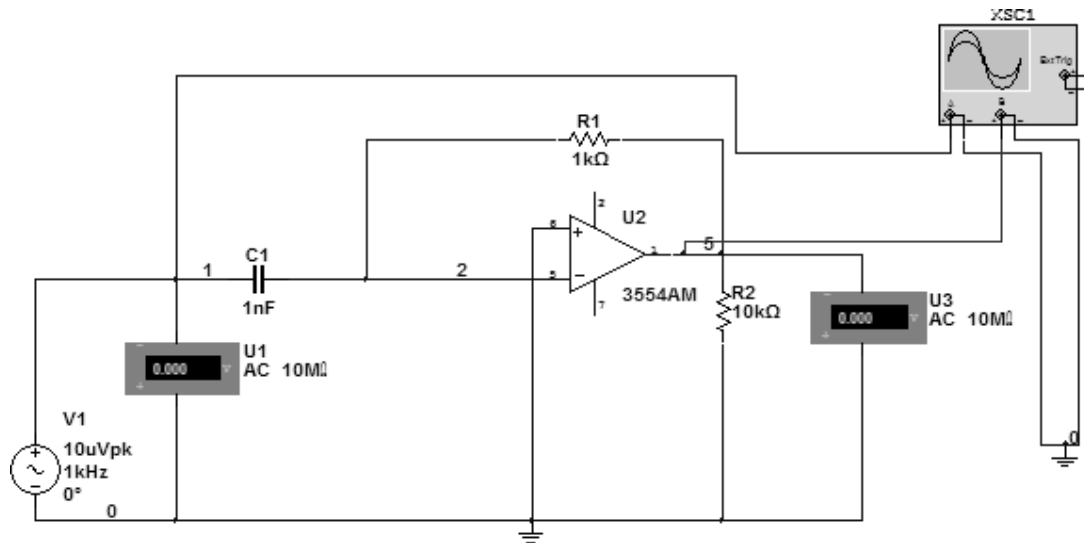 XSC1
Ext Trig
+
-
A
B
+ - + -
R1
1kΩ
2
U2
6
+
1
5
5
-
3554AM
7
C1
1
2
1nF
R2
10kΩ
-
0.000
V
+
U3
AC 10MΩ
-
0.000
V
+
U1
AC 10MΩ
V1
10uVpk
1kHz
0°
+
-
0
0